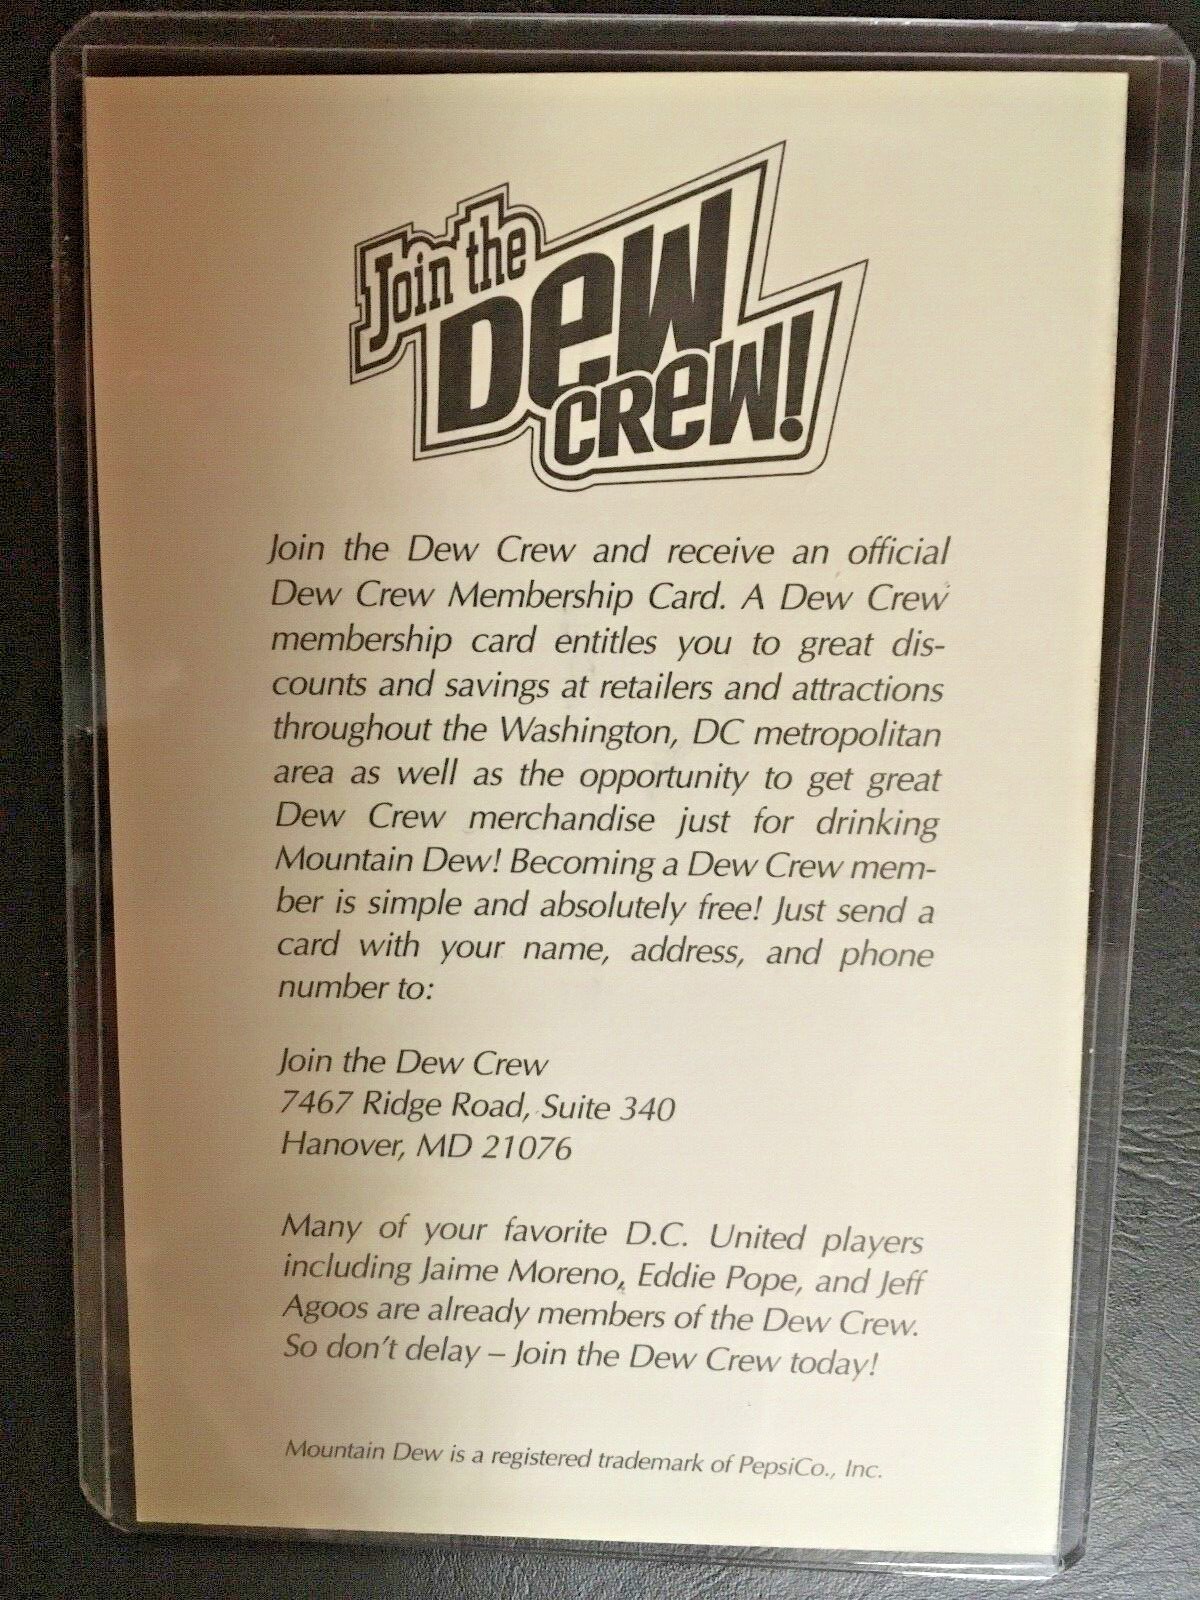 Join the
Dew
Crew!
Join the Dew Crew and receive an official
Dew Crew Membership Card. A Dew Crew
membership card entitles you to great dis-
counts and savings at retailers and attractions
throughout the Washington, DC metropolitan
area as well as the opportunity to get great
Dew Crew merchandise just for drinking
Mountain Dew! Becoming a Dew Crew mem-
ber is simple and absolutely free! Just send a
card with your name, address, and phone
number to:
Join the Dew Crew
7467 Ridge Road, Suite 340
Hanover, MD 21076
Many of your favorite D.C. United players
including Jaime Moreno, Eddie Pope, and Jeff
Agoos are already members of the Dew Crew.
So don't delay – Join the Dew Crew today!
Mountain Dew is a registered trademark of PepsiCo., Inc.